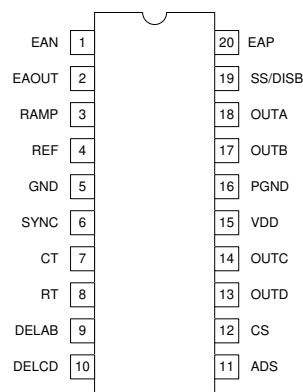 EAN 1 20 EAP
EAOUT 2 19 SS/DISB
RAMP 3 18 OUTA
REF 4 17 OUTB
GND 5 16 PGND
SYNC 6 15 VDD
CT 7 14 OUTC
RT 8 13 OUTD
DELAB 9 12 CS
DELCD 10 11 ADS